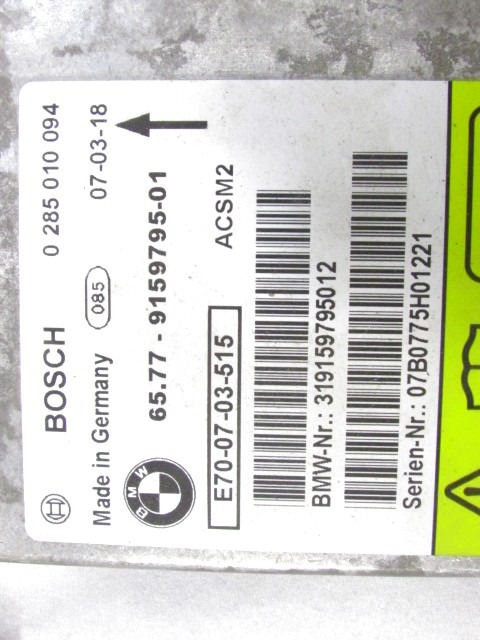 BOSCH 0 285 010 094
Made in Germany 085 07-03-18
BMW 65.77 - 9159795-01
E70-07-03-515 ACSM2
BMW-Nr.: 319159795012
Serien-Nr.: 07B0775H01221